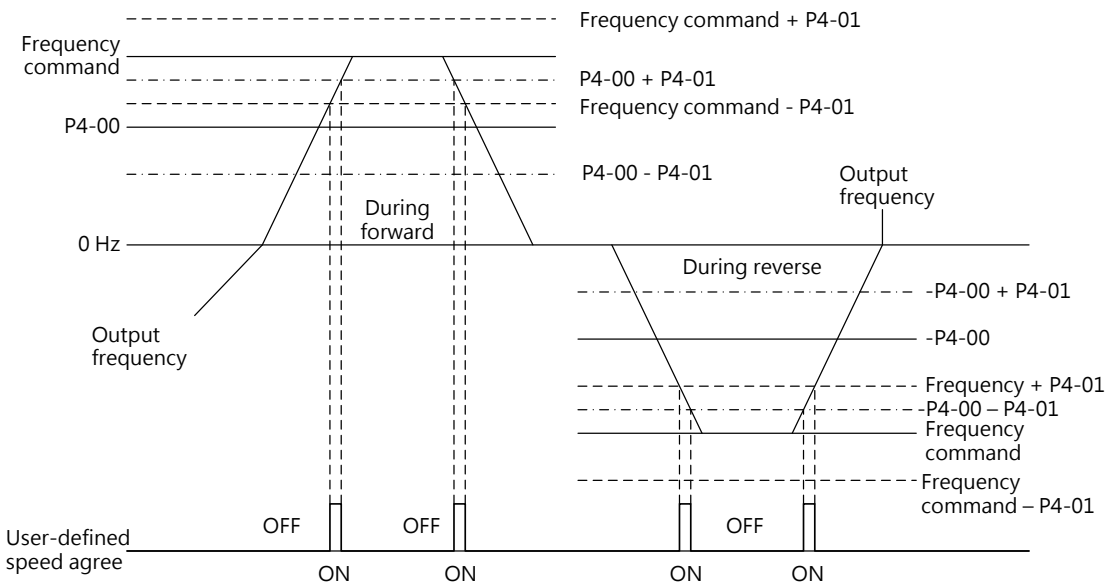 Frequency command + P4-01
Frequency
command
P4-00 + P4-01
Frequency command - P4-01
P4-00
P4-00 - P4-01
Output
frequency
During
forward
0 Hz
During reverse
-P4-00 + P4-01
Output
frequency
-P4-00
Frequency + P4-01
-P4-00 – P4-01
Frequency
command
Frequency
command – P4-01
OFF
OFF
OFF
User-defined
speed agree
ON
ON
ON
ON